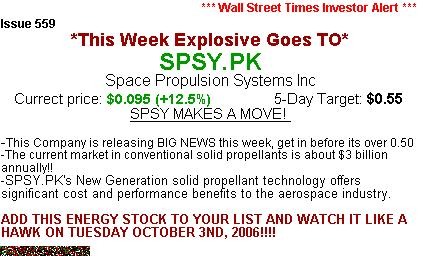 *** Wall Street Times Investor Alert ***
Issue 559
*This Week Explosive Goes TO*
SPSY.PK
Space Propulsion Systems Inc
Currect price: $0.095 (+12.5%) 5-Day Target: $0.55
SPSY MAKES A MOVE!
-This Company is releasing BIG NEWS this week, get in before its over 0.50
-The current market in conventional solid propellants is about $3 billion
annually!!
-SPSY.PK's New Generation solid propellant technology offers
significant cost and performance benefits to the aerospace industry.
ADD THIS ENERGY STOCK TO YOUR LIST AND WATCH IT LIKE A
HAWK ON TUESDAY OCTOBER 3ND, 2006!!!!